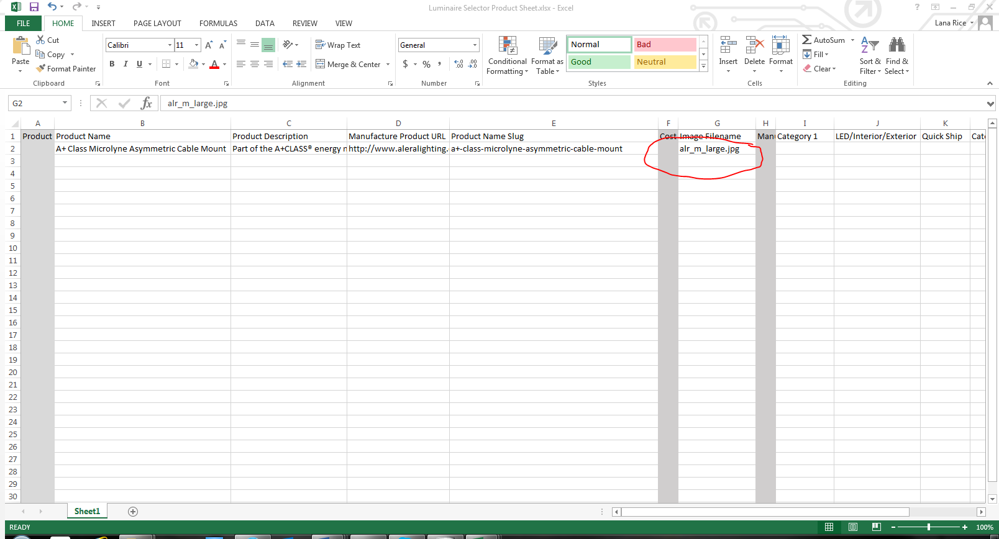 Luminaire Selector Product Sheet.xlsx - Excel
?
FILE HOME INSERT PAGE LAYOUT FORMULAS DATA REVIEW VIEW
Lana Rice
Paste
Cut
Copy
Format Painter
Calibri 11
B I U
Wrap Text
Merge & Center
General
$ %
Conditional Formatting
Format as Table
Normal Bad
Good Neutral
Insert Delete Format
AutoSum
Fill
Clear
Sort & Filter
Find & Select
Clipboard Font Alignment Number Styles Cells Editing
G2 fx alr_m_large.jpg
A B C D E F G H I J K
1 Product Product Name Product Description Manufacture Product URL Product Name Slug Cost Image Filename Manu Category 1 LED/Interior/Exterior Quick Ship Cate
2 A+ Class Microlyne Asymmetric Cable Mount Part of the A+CLASS® energy m http://www.aleralighting. a+-class-microlyne-asymmetric-cable-mount alr_m_large.jpg
3
4
5
6
7
8
9
10
11
12
13
14
15
16
17
18
19
20
21
22
23
24
25
26
27
28
29
30
Sheet1
READY
100%